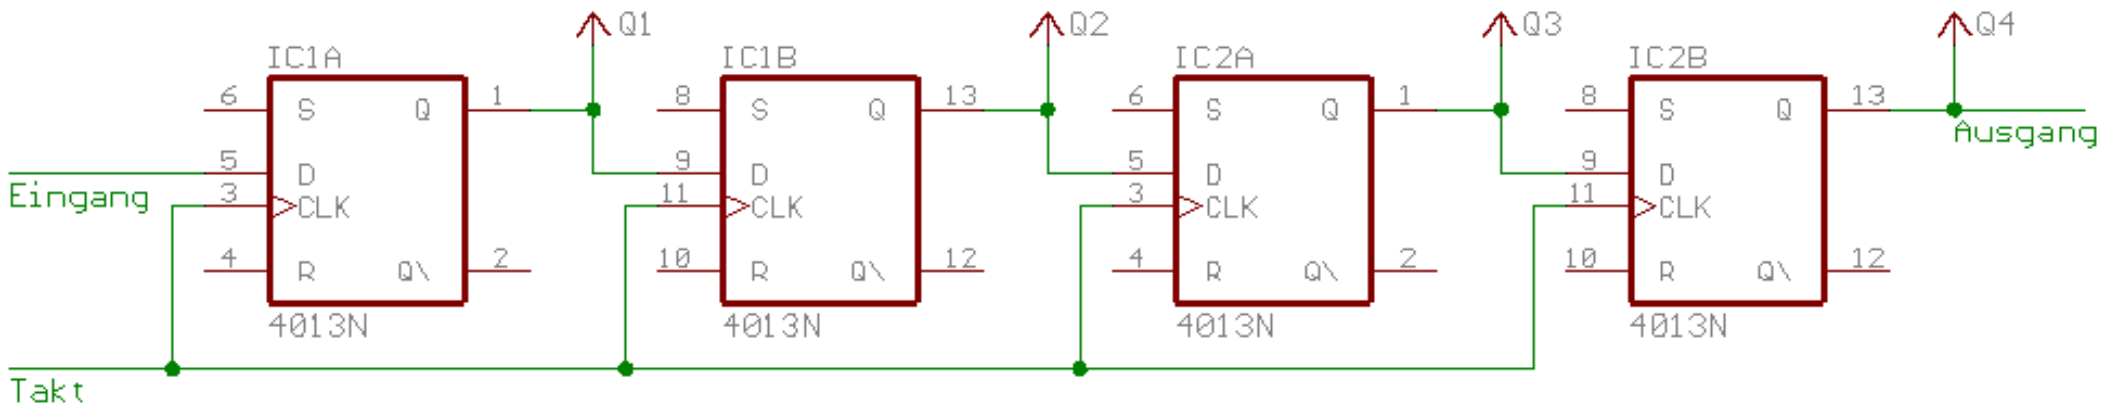 Q1
Q2
Q3
Q4
IC1A
IC1B
IC2A
IC2B
6 S Q 1
8 S Q 13
6 S Q 1
8 S Q 13
Ausgang
5 D
9 D
5 D
9 D
Eingang
3 CLK
11 CLK
3 CLK
11 CLK
4 R Q\ 2
10 R Q\ 12
4 R Q\ 2
10 R Q\ 12
4013N
4013N
4013N
4013N
Takt